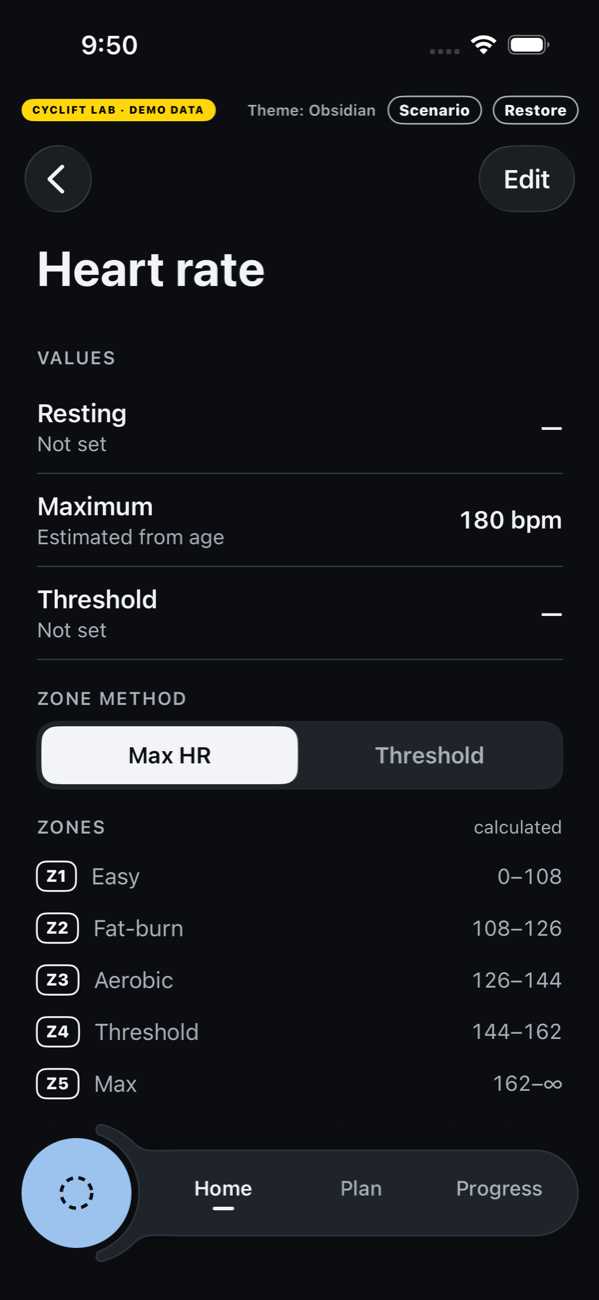 9:50
CYCLIFT LAB · DEMO DATA Theme: Obsidian Scenario Restore
Edit
Heart rate
VALUES
Resting
Not set
—
Maximum
Estimated from age
180 bpm
Threshold
Not set
—
ZONE METHOD
Max HR Threshold
ZONES calculated
Z1 Easy 0–108
Z2 Fat-burn 108–126
Z3 Aerobic 126–144
Z4 Threshold 144–162
Z5 Max 162–∞
Home Plan Progress